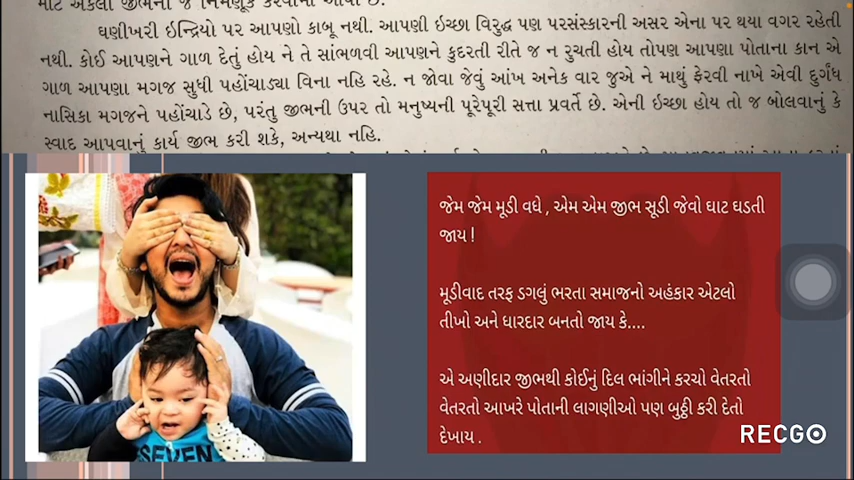 ઘણીખરી ઇન્દ્રિયો પર આપણો કાબૂ નથી. આપણી ઇચ્છા વિરુદ્ધ પણ પરસંસ્કારની અસર એના પર થયા વગર રહેતી
નથી. કોઈ આપણને ગાળ દેતું હોય ને તે સાંભળવી આપણને કુદરતી રીતે જ ન રુચતી હોય તોપણ આપણા પોતાના કાન એ
ગાળ આપણા મગજ સુધી પહોંચાડ્યા વિના નહિ રહે. ન જોવા જેવું આંખ અનેક વાર જુએ ને માથું ફેરવી નાખે એવી દુર્ગંધ
નાસિકા મગજને પહોંચાડે છે, પરંતુ જીભની ઉપર તો મનુષ્યની પૂરેપૂરી સત્તા પ્રવર્તે છે. એની ઇચ્છા હોય તો જ બોલવાનું કે
સ્વાદ આપવાનું કાર્ય જીભ કરી શકે, અન્યથા નહિ.
જેમ જેમ મૂડી વધે , એમ એમ જીભ સૂડી જેવો ઘાટ ઘડતી
જાય !
મૂડીવાદ તરફ ડગલું ભરતા સમાજનો અહંકાર એટલો
તીખો અને ધારદાર બનતો જાય કે....
એ અણીદાર જીભથી કોઈનું દિલ ભાંગીને કરચો વેતરતો
વેતરતો આખરે પોતાની લાગણીઓ પણ બુઠ્ઠી કરી દેતો
દેખાય .
SEVEN
RECGO